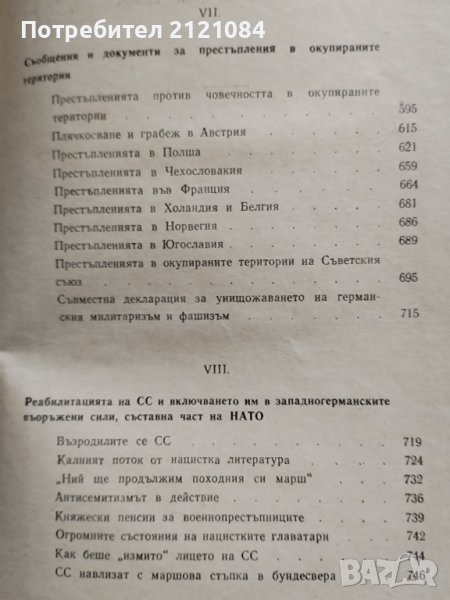 Потребител 2121084
VII.
Съобщения и документи за престъпления в окупираните
територии
Престъпленията против човечността в окупираните
територии . . . . . . . . . . . . 595
Плячкосване и грабеж в Австрия . . . . . . 615
Престъпленията в Полша . . . . . . . . 621
Престъпленията в Чехословакия . . . . . . 659
Престъпленията във Франция . . . . . . . 664
Престъпленията в Холандия и Белгия . . . . . 681
Престъпленията в Норвегия . . . . . . . 686
Престъпленията в Югославия . . . . . . . 689
Престъпленията в окупираните територии на Съветския
съюз . . . . . . . . . . . . . 695
Съвместна декларация за унищожаването на герман-
ския милитаризъм и фашизъм . . . . . . 715
VIII.
Реабилитацията на СС и включването им в западногерманските
въоръжени сили, съставна част на НАТО
Възродилите се СС . . . . . . . . . 719
Калният поток от нацистка литература . . . . 724
„Ний ще продължим походния си марш“ . . . . 732
Антисемитизмът в действие . . . . . . . 736
Княжески пенсии за военнопрестъпниците . . . . 739
Огромните състояния на нацистките главатари . . 742
Как беше „измито“ лицето на СС . . . . . . 744
СС навлизат с маршова стъпка в бундесвера . . . 746
bazar